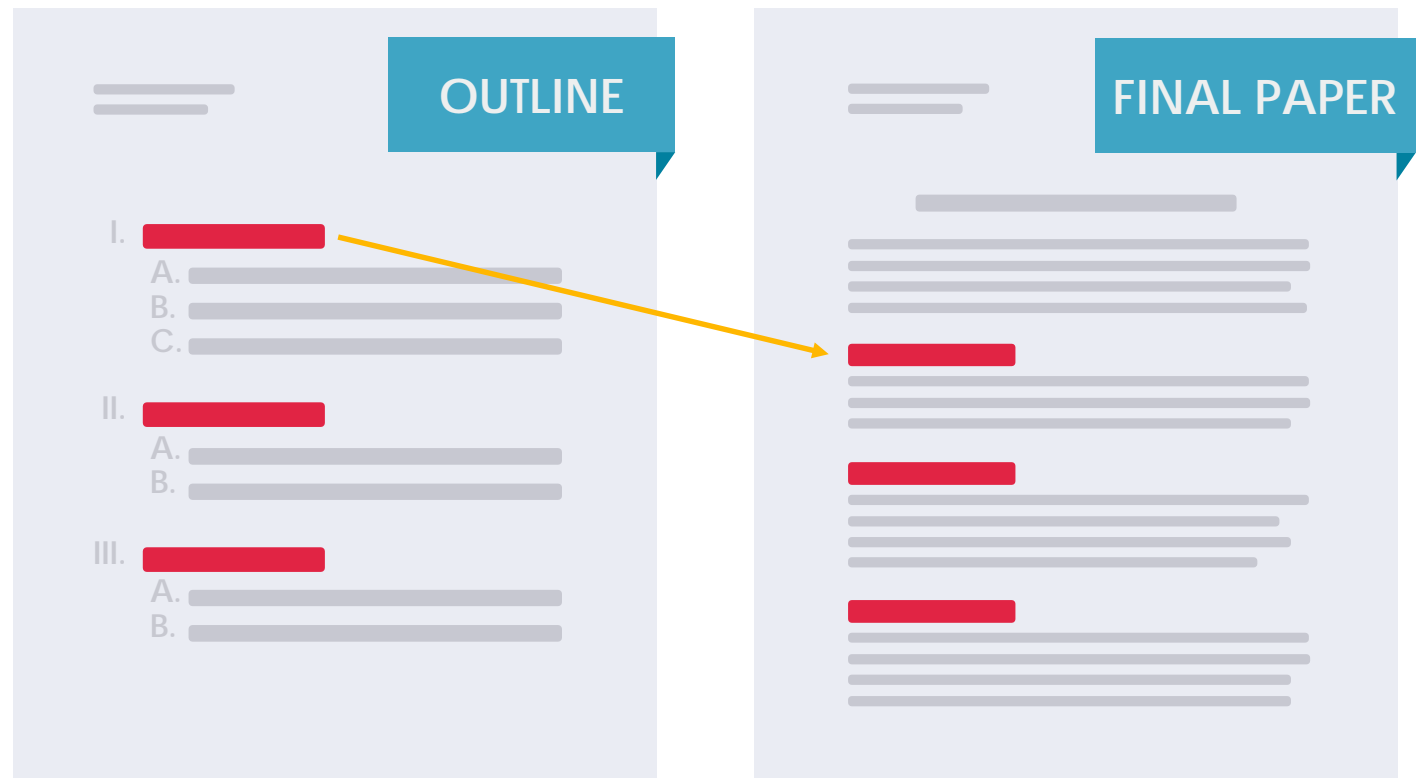 OUTLINE
I.
A.
B.
C.
II.
A.
B.
III.
A.
B.
FINAL PAPER